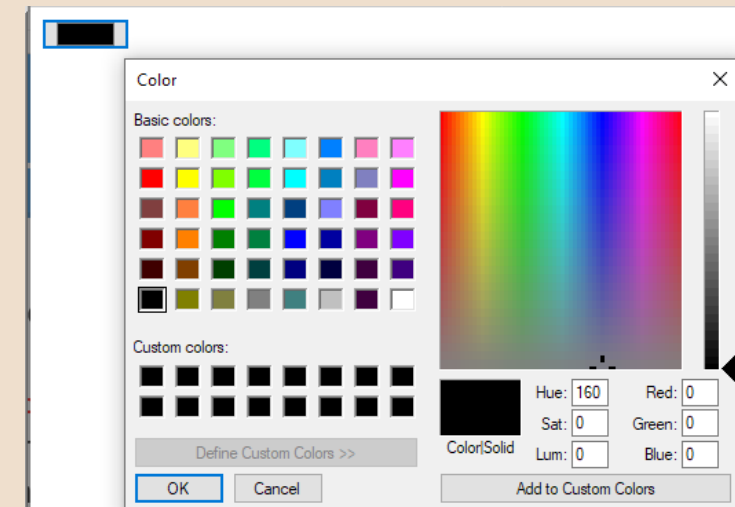 Color
Basic colors:
Custom colors:
Define Custom Colors >>
OK Cancel
Color|Solid
Hue: 160 Red: 0
Sat: 0 Green: 0
Lum: 0 Blue: 0
Add to Custom Colors